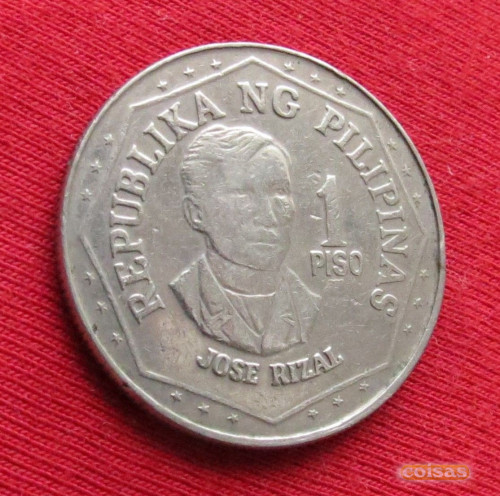 REPUBLIKA NG PILIPINAS
1
PISO
JOSE RIZAL
coisas